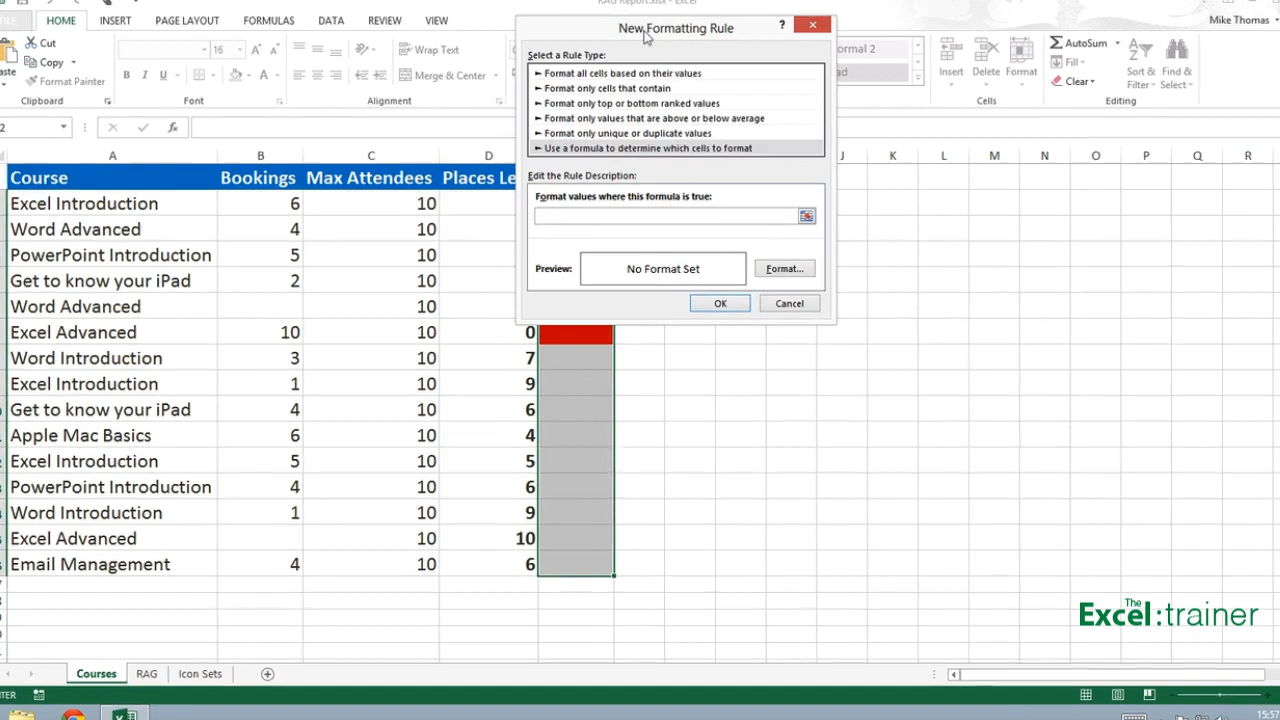 RAG Report.xlsx - Excel
FILE HOME INSERT PAGE LAYOUT FORMULAS DATA REVIEW VIEW
Mike Thomas
Cut
Copy
Format Painter
Clipboard
16
B I U
Font
Wrap Text
Merge & Center
Alignment
Insert Delete Format
Cells
AutoSum
Fill
Clear
Sort & Filter
Find & Select
Editing
New Formatting Rule
Select a Rule Type:
Format all cells based on their values
Format only cells that contain
Format only top or bottom ranked values
Format only values that are above or below average
Format only unique or duplicate values
Use a formula to determine which cells to format
Edit the Rule Description:
Format values where this formula is true:
Preview: No Format Set Format...
OK Cancel
fx
A B C D J K L M N O P Q R
Course Bookings Max Attendees Places Le
Excel Introduction 6 10
Word Advanced 4 10
PowerPoint Introduction 5 10
Get to know your iPad 2 10
Word Advanced 10
Excel Advanced 10 10 0
Word Introduction 3 10 7
Excel Introduction 1 10 9
Get to know your iPad 4 10 6
Apple Mac Basics 6 10 4
Excel Introduction 5 10 5
PowerPoint Introduction 4 10 6
Word Introduction 1 10 9
Excel Advanced 10 10
Email Management 4 10 6
The
Excel:trainer
Courses RAG Icon Sets
15:57